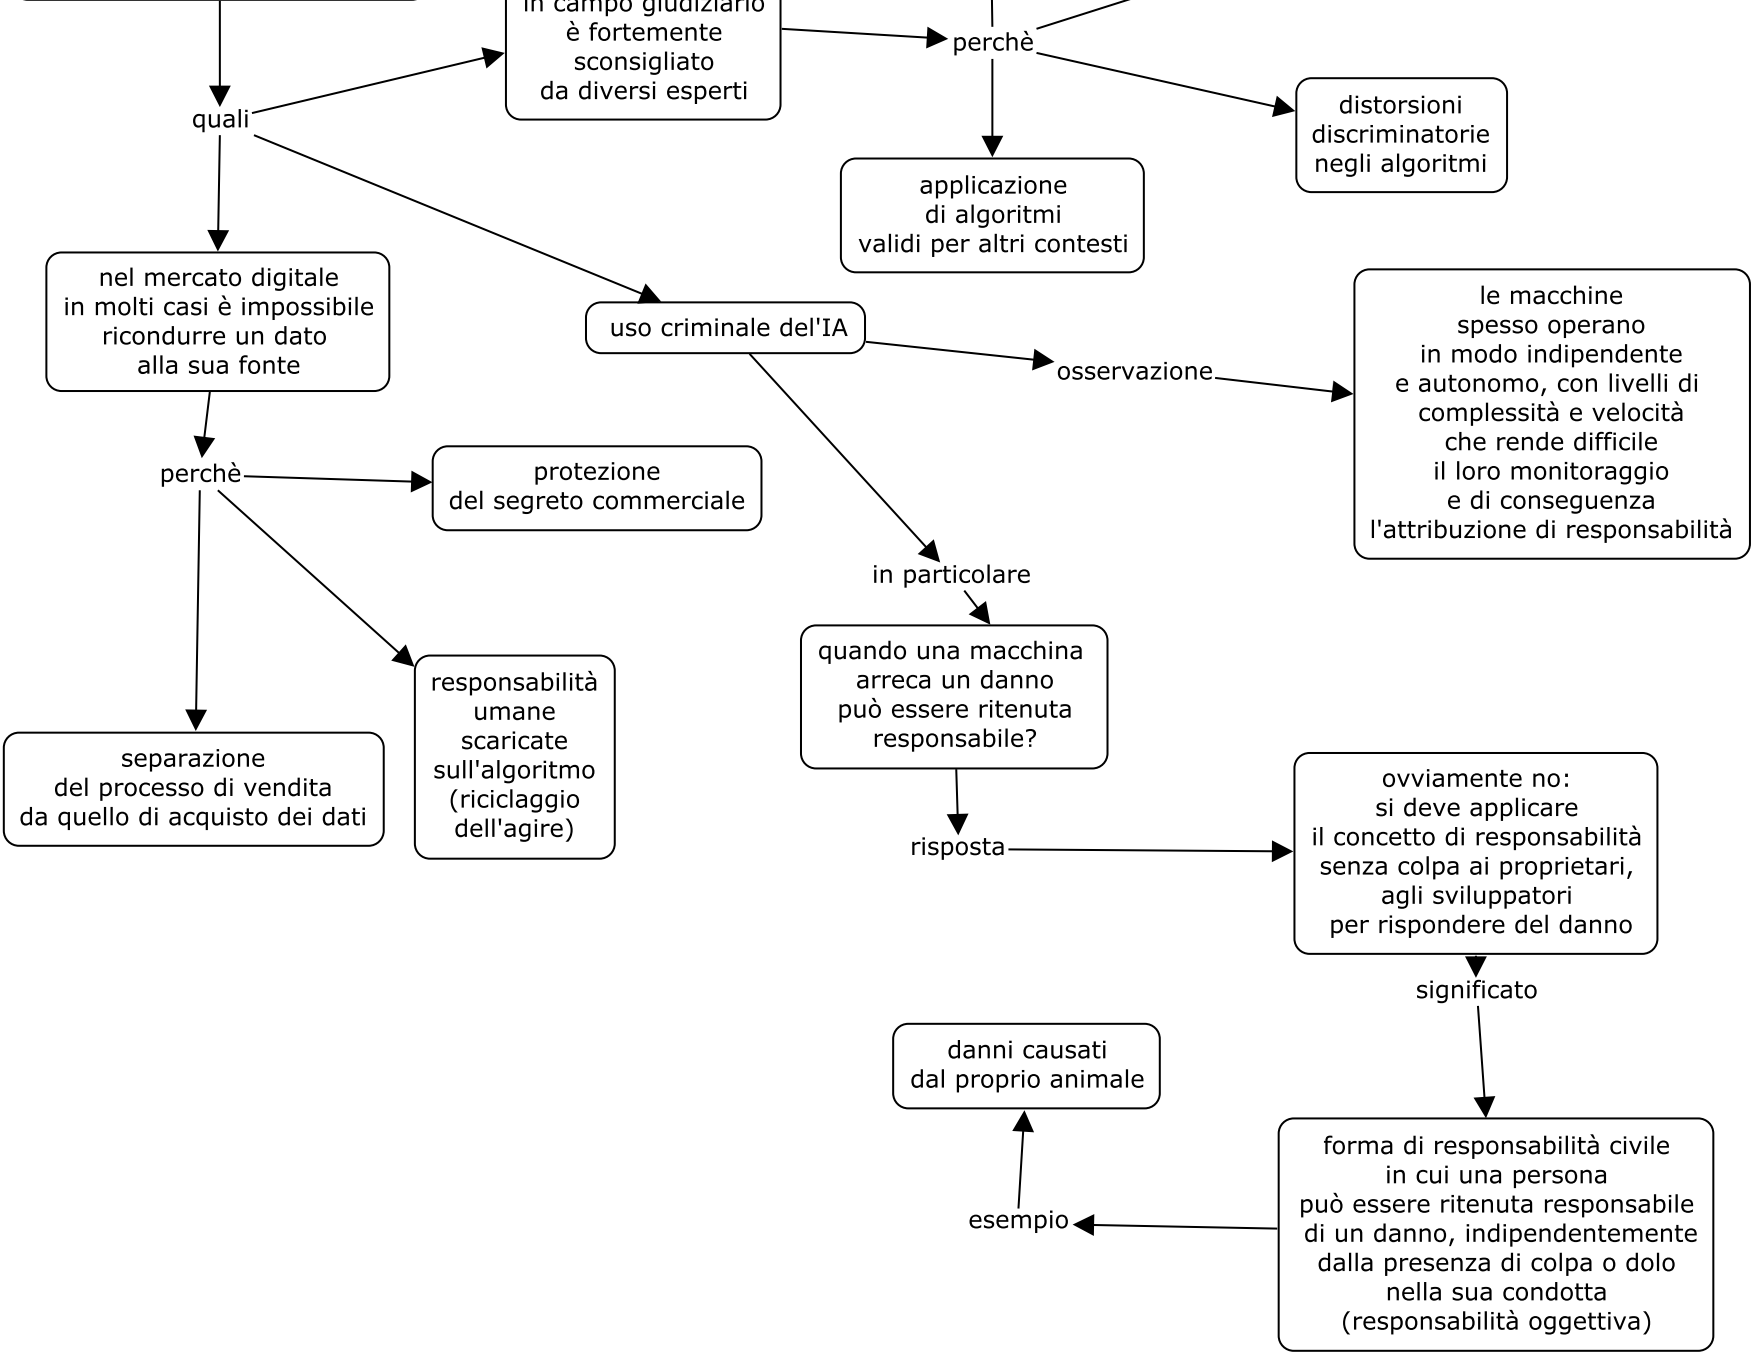 in campo giudiziario
è fortemente
sconsigliato
da diversi esperti
perchè
quali
distorsioni
discriminatorie
negli algoritmi
applicazione
di algoritmi
validi per altri contesti
nel mercato digitale
in molti casi è impossibile
ricondurre un dato
alla sua fonte
uso criminale del'IA
osservazione
le macchine
spesso operano
in modo indipendente
e autonomo, con livelli di
complessità e velocità
che rende difficile
il loro monitoraggio
e di conseguenza
l'attribuzione di responsabilità
perchè
protezione
del segreto commerciale
in particolare
quando una macchina
arreca un danno
può essere ritenuta
responsabile?
responsabilità
umane
scaricate
sull'algoritmo
(riciclaggio
dell'agire)
separazione
del processo di vendita
da quello di acquisto dei dati
risposta
ovviamente no:
si deve applicare
il concetto di responsabilità
senza colpa ai proprietari,
agli sviluppatori
per rispondere del danno
significato
danni causati
dal proprio animale
esempio
forma di responsabilità civile
in cui una persona
può essere ritenuta responsabile
di un danno, indipendentemente
dalla presenza di colpa o dolo
nella sua condotta
(responsabilità oggettiva)